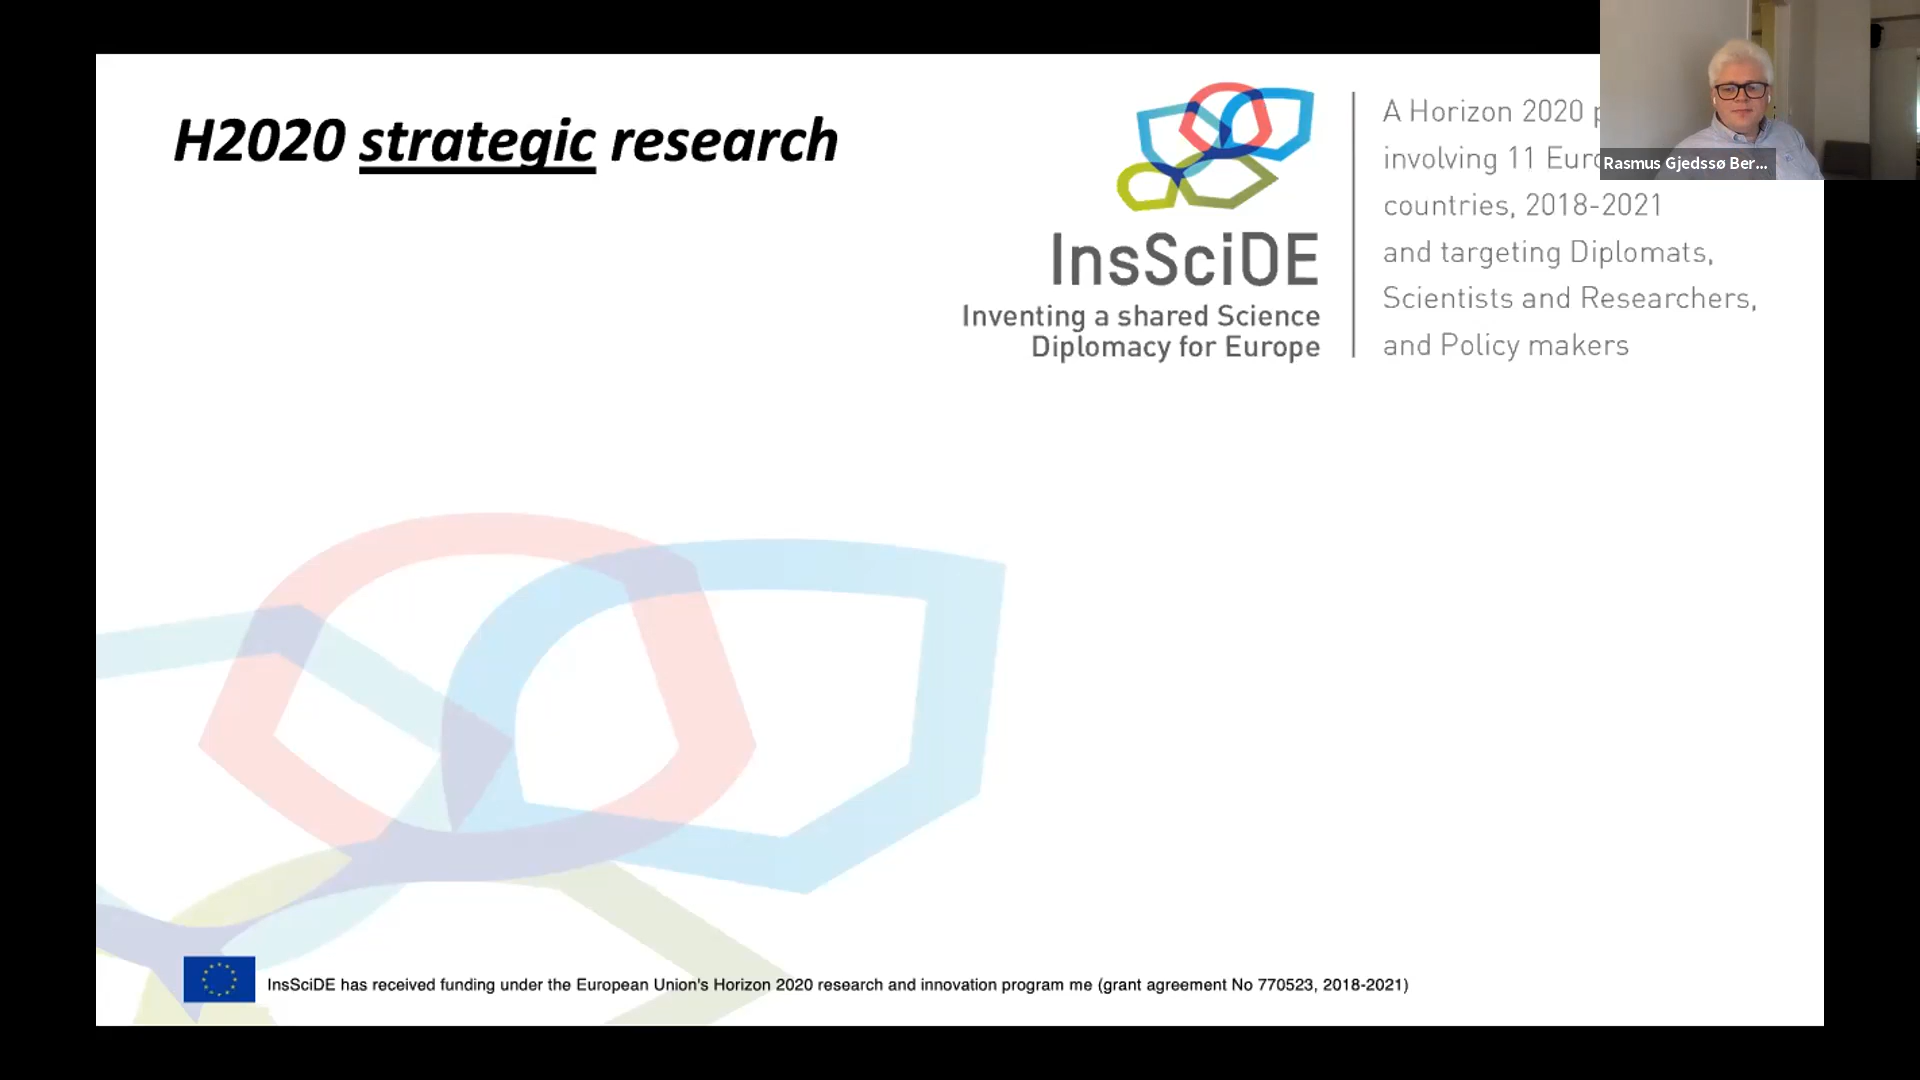 H2020 strategic research
InsSciDE
Inventing a shared Science
Diplomacy for Europe
A Horizon 2020
involving 11
countries, 2018-2021
and targeting Diplomats,
Scientists and Researchers,
and Policy makers
Rasmus Gjedssø Ber...
InsSciDE has received funding under the European Union's Horizon 2020 research and innovation program me (grant agreement No 770523, 2018-2021)